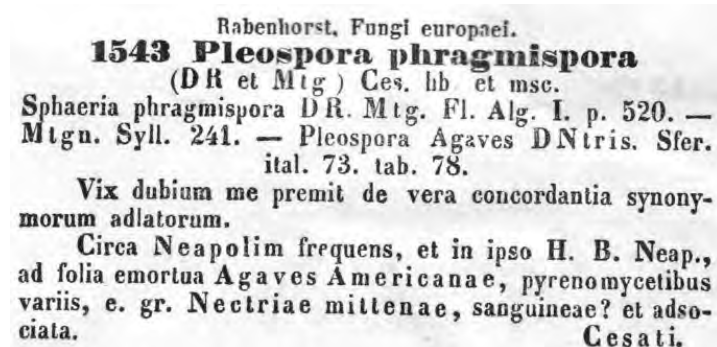 Rabenhorst, Fungi europaei.
1543 Pleospora phragmispora
(DR et Mtg) Ces. hb et msc.
Sphaeria phragmispora DR. Mtg. Fl. Alg. I. p. 520. —
Mtgn. Syll. 241. — Pleospora Agaves DNtris. Sfer.
ital. 73. tab. 78.
Vix dubium me premit de vera concordantia synony-
morum adlatorum.
Circa Neapolim frequens, et in ipso H. B. Neap.,
ad folia emortua Agaves Americanae, pyrenomycetibus
variis, e. gr. Nectriae mittenae, sanguineae? et adso-
ciata. Cesati.